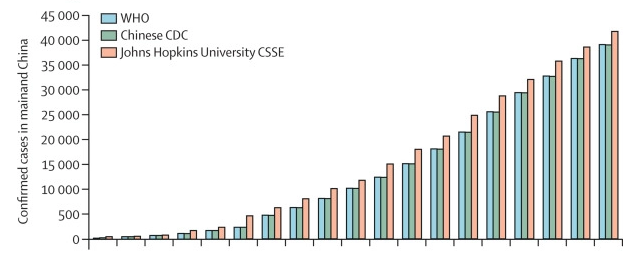 45 000
WHO
40 000
Chinese CDC
35 000
Johns Hopkins University CSSE
30 000
25 000
20 000
15 000
10 000
500
0
Confirmed cases in mainand China